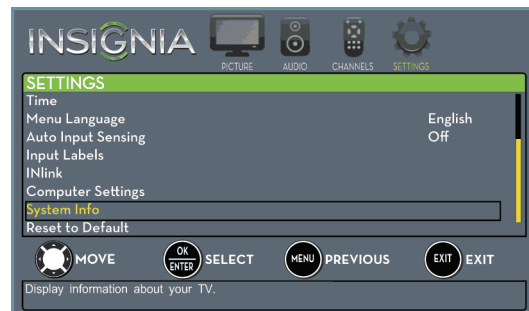 INSIGNIA
PICTURE AUDIO CHANNELS SETTINGS
SETTINGS
Time
Menu Language English
Auto Input Sensing Off
Input Labels
INlink
Computer Settings
System Info
Reset to Default
MOVE OK ENTER SELECT MENU PREVIOUS EXIT EXIT
Display information about your TV.